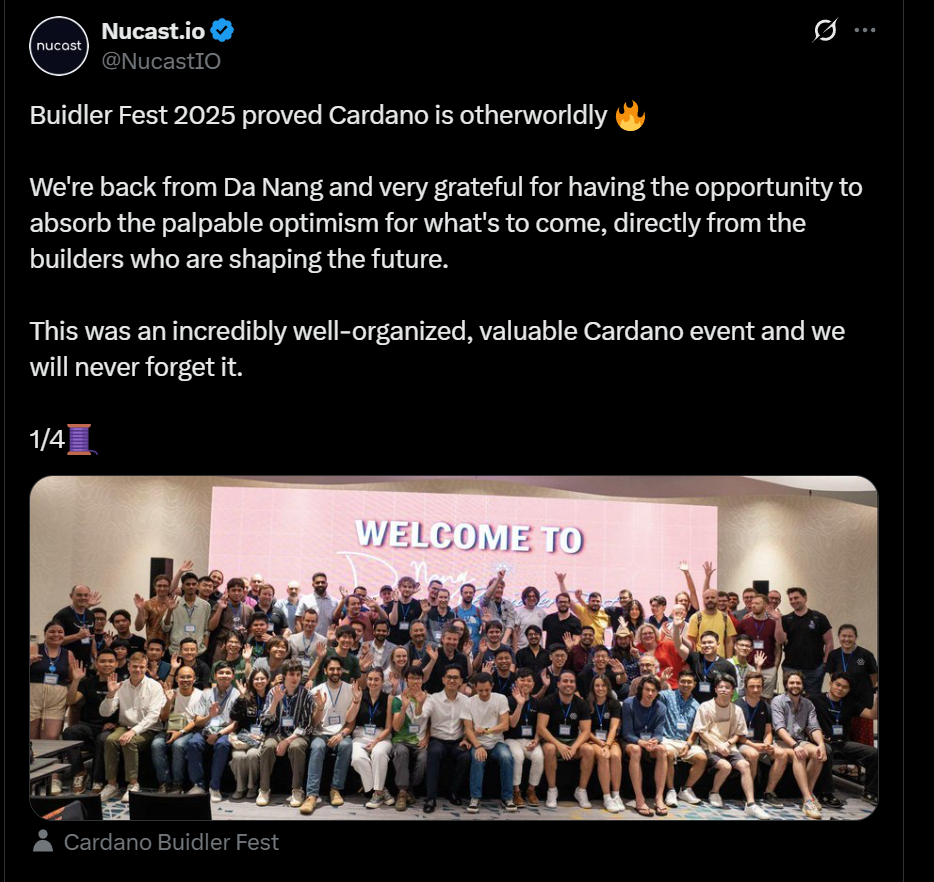 nucast
Nucast.io
@NucastIO
Buidler Fest 2025 proved Cardano is otherworldly 🔥
We're back from Da Nang and very grateful for having the opportunity to
absorb the palpable optimism for what's to come, directly from the
builders who are shaping the future.
This was an incredibly well-organized, valuable Cardano event and we
will never forget it.
1/4🧵
WELCOME TO
Da Nang
Cardano Buidler Fest